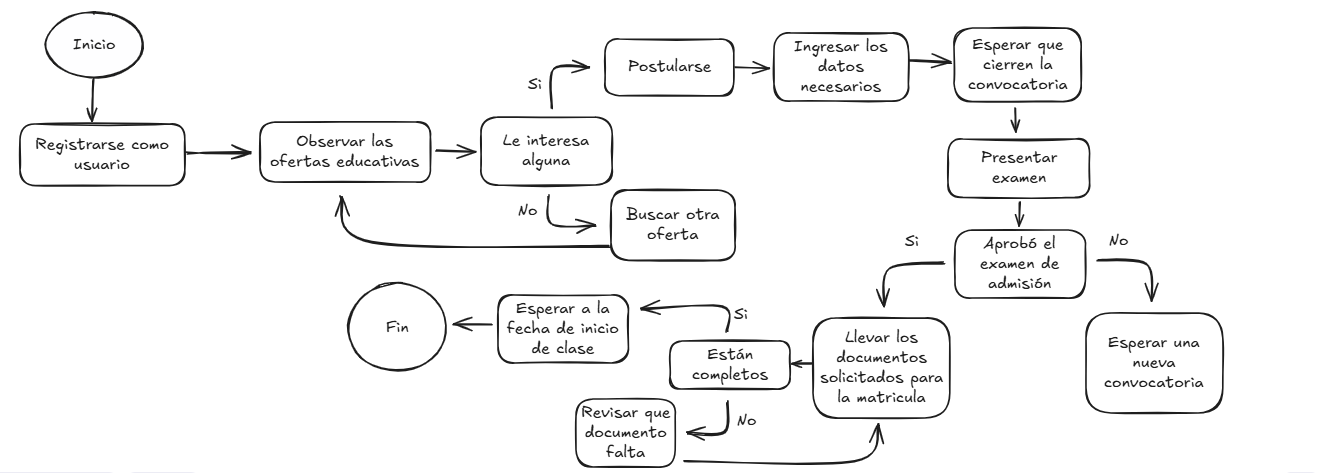 Inicio
Registrarse como
usuario
Observar las
ofertas educativas
Le interesa
alguna
Si
Postularse
Ingresar los
datos
necesarios
Esperar que
cierren la
convocatoria
No
Buscar otra
oferta
Presentar
examen
Aprobó el
examen de
admisión
Si
No
Esperar una
nueva
convocatoria
Llevar los
documentos
solicitados para
la matricula
Están
completos
Si
Esperar a la
fecha de inicio
de clase
Fin
No
Revisar que
documento
falta